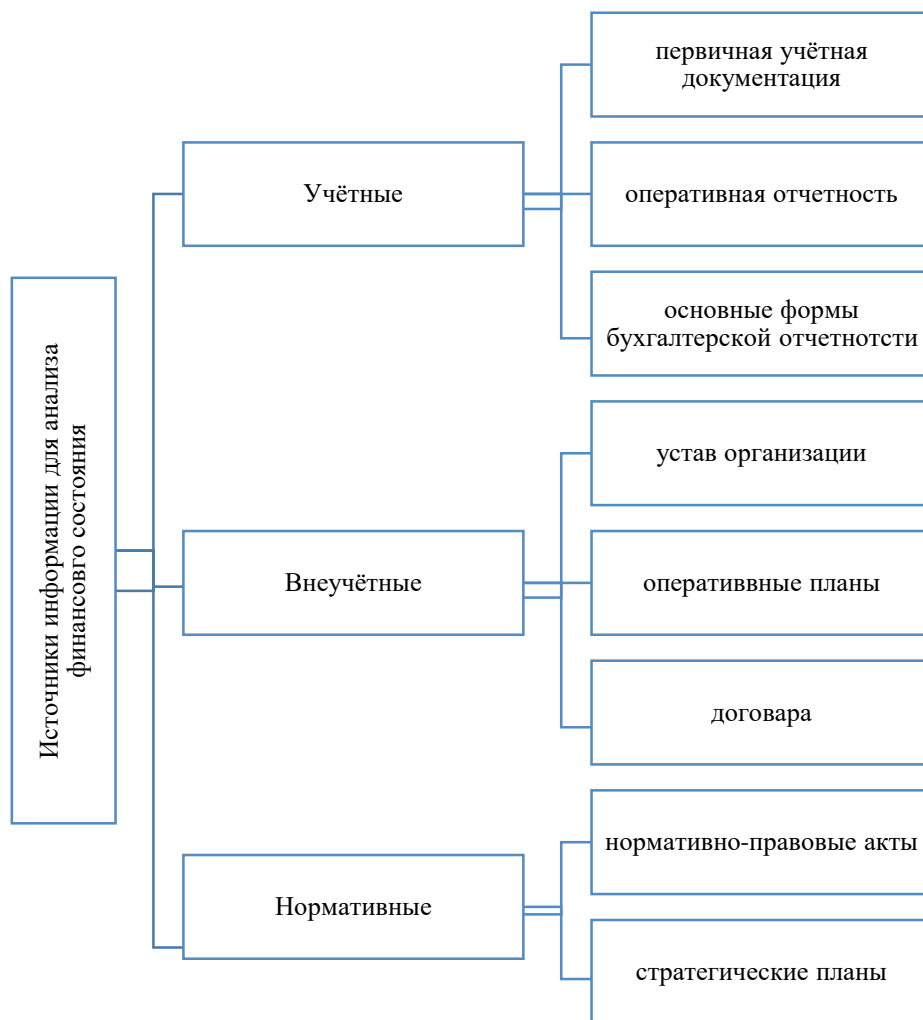 Источники информации для анализа
финансовго состояния
Учётные
первичная учётная
документация
оперативная отчетность
основные формы
бухгалтерской отчетнотсти
Внеучётные
устав организации
оперативвные планы
договара
Нормативные
нормативно-правовые акты
стратегические планы